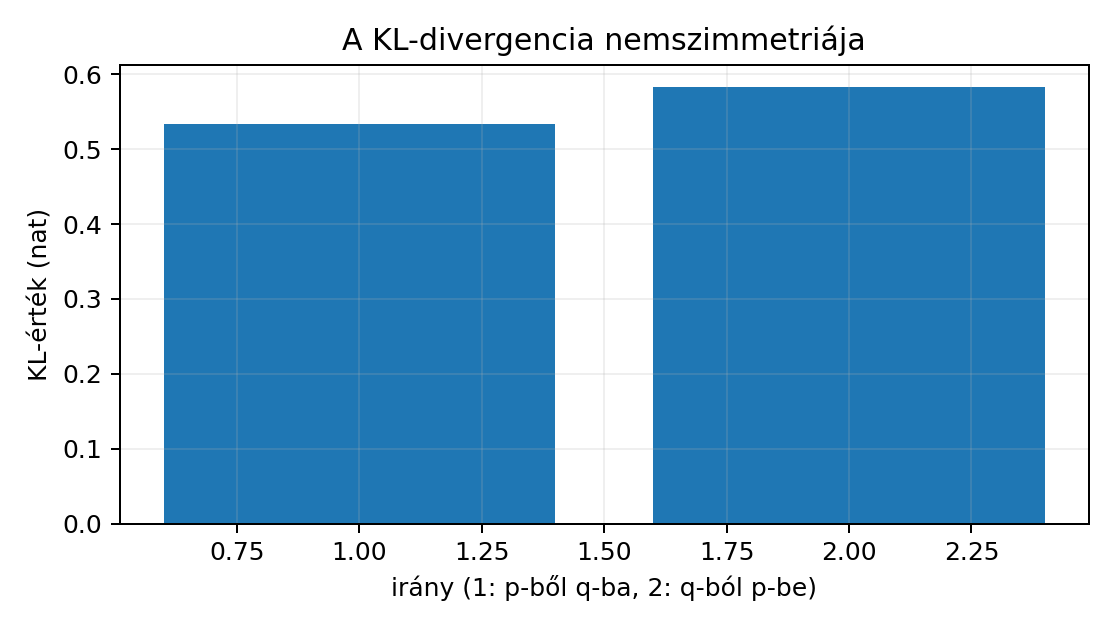 A KL-divergencia nemszimmetriája
KL-érték (nat)
0.6
0.5
0.4
0.3
0.2
0.1
0.0
0.75 1.00 1.25 1.50 1.75 2.00 2.25
irány (1: p-ből q-ba, 2: q-ból p-be)